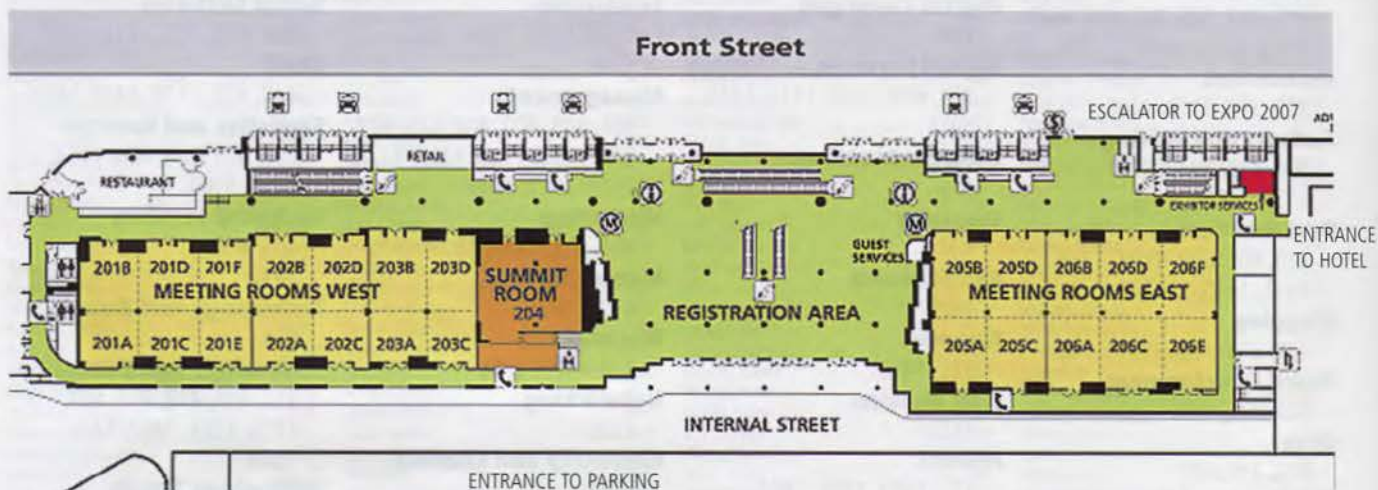 Front Street
ESCALATOR TO EXPO 2007
RETAIL
RESTAURANT
EXHIBITOR SERVICES
ENTRANCE
TO HOTEL
GUEST
SERVICES
201B 201D 201F 202B 202D 203B 203D
205B 205D 206B 206D 206F
MEETING ROOMS WEST
SUMMIT
ROOM
204
MEETING ROOMS EAST
REGISTRATION AREA
201A 201C 201E 202A 202C 203A 203C
205A 205C 206A 206C 206E
INTERNAL STREET
ENTRANCE TO PARKING